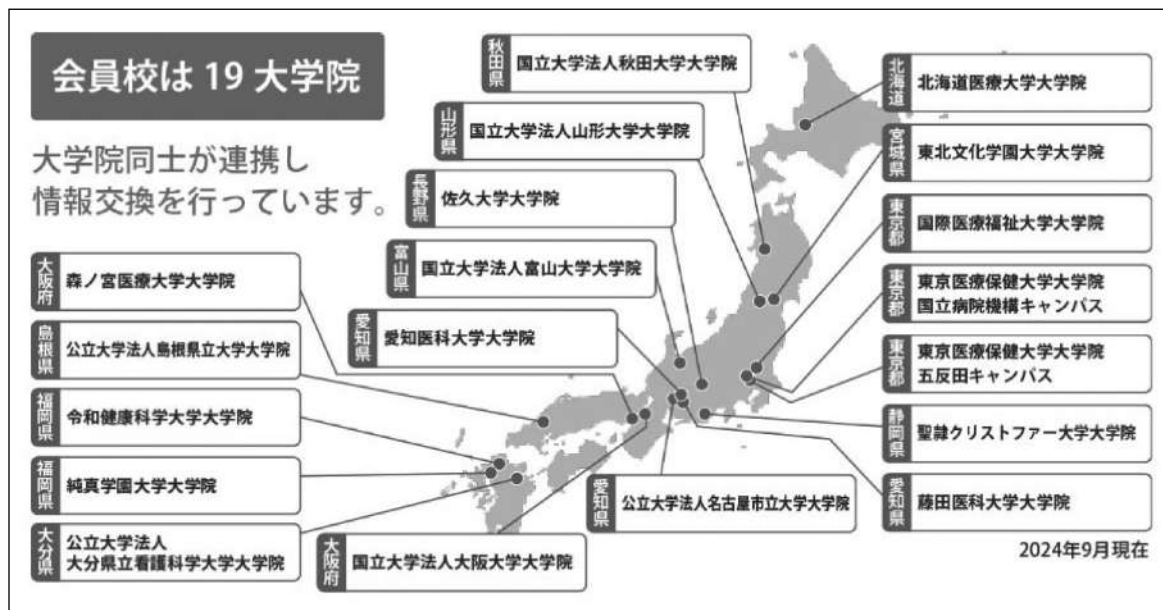 会員校は 19 大学院
大学院同士が連携し
情報交換を行っています。
秋田県
国立大学法人秋田大学大学院
山形県
国立大学法人山形大学大学院
長野県
佐久大学大学院
富山県
国立大学法人富山大学大学院
愛知県
愛知医科大学大学院
大阪府
森ノ宮医療大学大学院
島根県
公立大学法人島根県立大学大学院
福岡県
令和健康科学大学大学院
福岡県
純真学園大学大学院
大分県
公立大学法人
大分県立看護科学大学大学院
大阪府
国立大学法人大阪大学大学院
愛知県
公立大学法人名古屋市立大学大学院
北海道
北海道医療大学大学院
宮城県
東北文化学園大学大学院
東京都
国際医療福祉大学大学院
東京都
東京医療保健大学大学院
国立病院機構キャンパス
東京都
東京医療保健大学大学院
五反田キャンパス
静岡県
聖隷クリストファー大学大学院
愛知県
藤田医科大学大学院
2024年9月現在